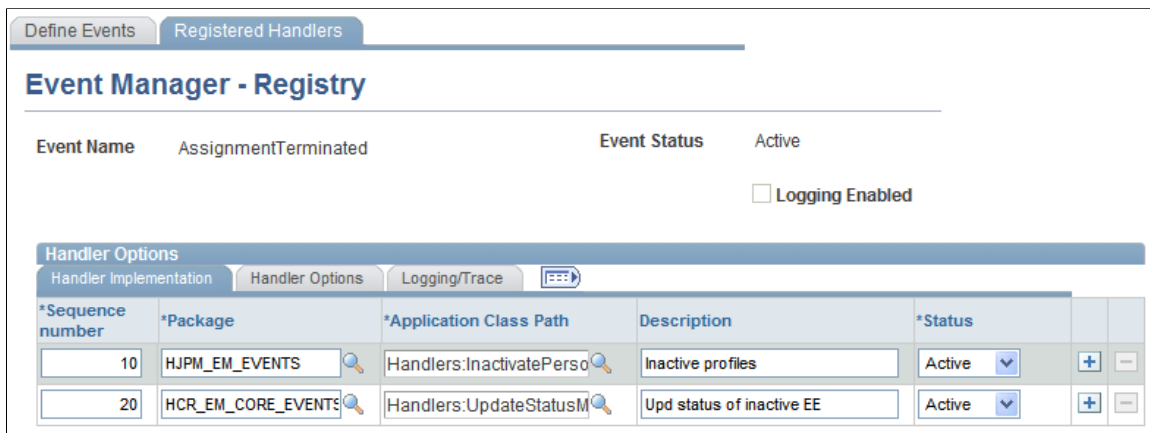 Define Events Registered Handlers
Event Manager - Registry
Event Name AssignmentTerminated Event Status Active
Logging Enabled
Handler Options
Handler Implementation Handler Options Logging/Trace
*Sequence number *Package *Application Class Path Description *Status
10 HJPM_EM_EVENTS Handlers:InactivatePerso Inactive profiles Active
20 HCR_EM_CORE_EVENTS Handlers:UpdateStatusM Upd status of inactive EE Active